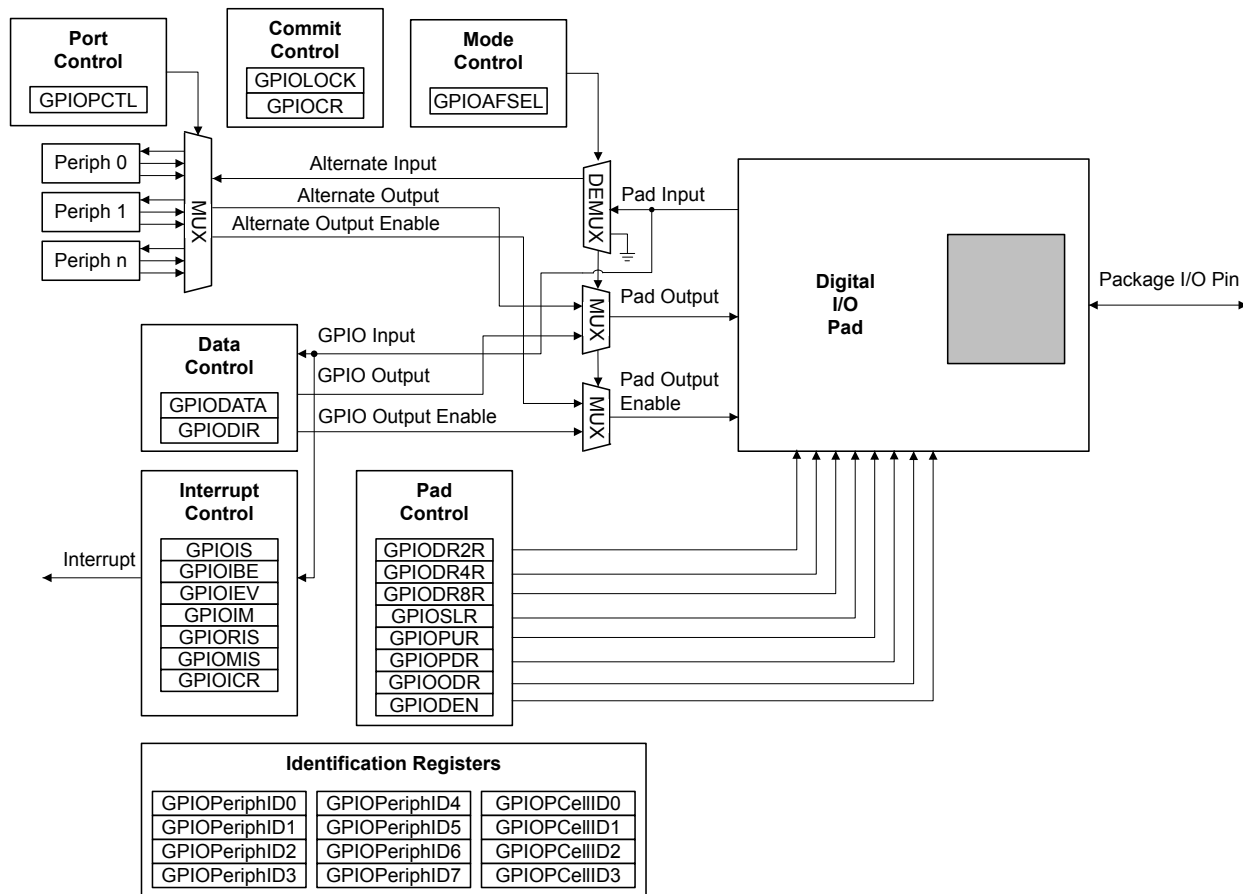 Port
Control
GPIOPCTL
Commit
Control
GPIOLOCK
GPIOCR
Mode
Control
GPIOAFSEL
Periph 0
Periph 1
Periph n
MUX
Alternate Input
Alternate Output
Alternate Output Enable
DEMUX
Pad Input
MUX
Pad Output
MUX
Pad Output
Enable
Digital
I/O
Pad
Package I/O Pin
Data
Control
GPIODATA
GPIODIR
GPIO Input
GPIO Output
GPIO Output Enable
Interrupt
Control
GPIOIS
GPIOIBE
GPIOIEV
GPIOIM
GPIORIS
GPIOMIS
GPIOICR
Interrupt
Pad
Control
GPIODR2R
GPIODR4R
GPIODR8R
GPIOSLR
GPIOPUR
GPIOPDR
GPIOODR
GPIODEN
Identification Registers
GPIOPeriphID0
GPIOPeriphID1
GPIOPeriphID2
GPIOPeriphID3
GPIOPeriphID4
GPIOPeriphID5
GPIOPeriphID6
GPIOPeriphID7
GPIOPCellID0
GPIOPCellID1
GPIOPCellID2
GPIOPCellID3